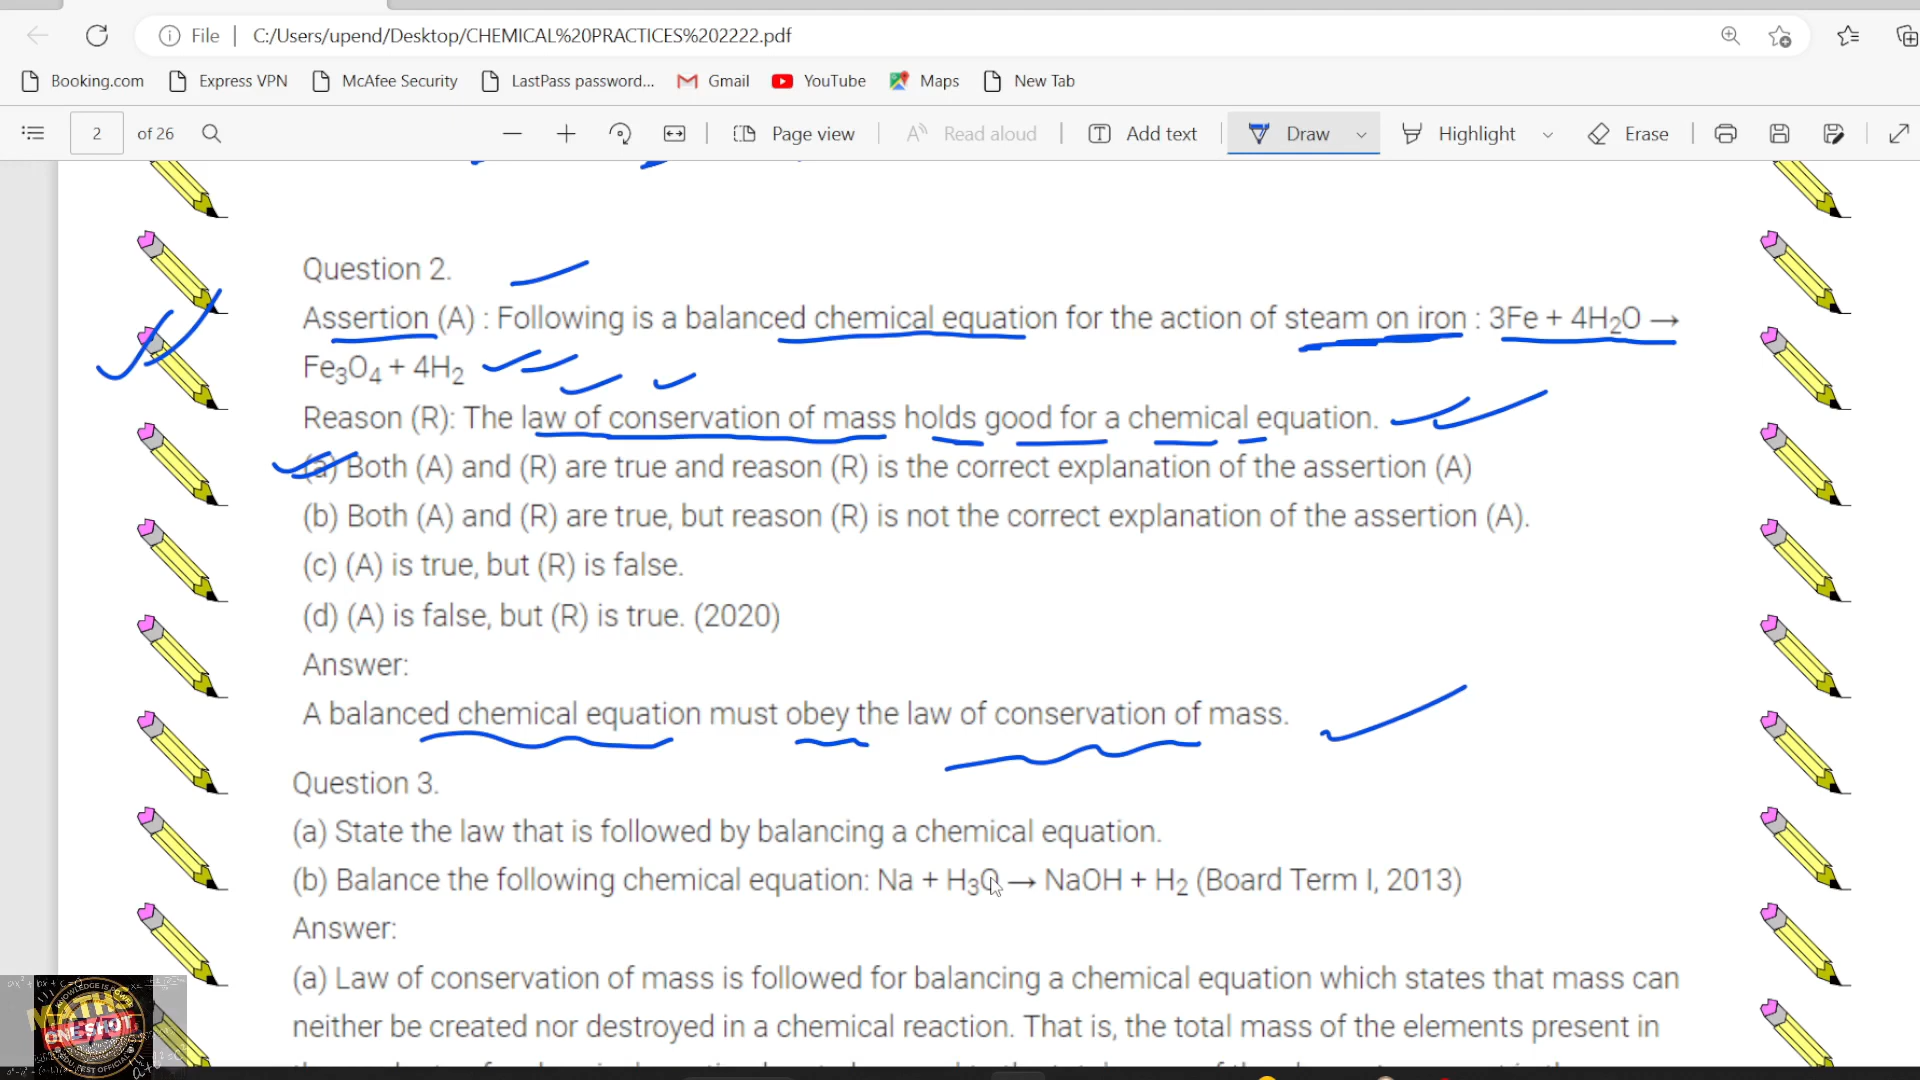 File | C:/Users/upend/Desktop/CHEMICAL%20PRACTICES%202222.pdf
Booking.com Express VPN McAfee Security LastPass password... Gmail YouTube Maps New Tab
2 of 26 Page view Read aloud Add text Draw Highlight Erase
Question 2.
Assertion (A) : Following is a balanced chemical equation for the action of steam on iron : 3Fe + 4H₂O →
Fe₃O₄ + 4H₂
Reason (R): The law of conservation of mass holds good for a chemical equation.
(a) Both (A) and (R) are true and reason (R) is the correct explanation of the assertion (A)
(b) Both (A) and (R) are true, but reason (R) is not the correct explanation of the assertion (A).
(c) (A) is true, but (R) is false.
(d) (A) is false, but (R) is true. (2020)
Answer:
A balanced chemical equation must obey the law of conservation of mass.
Question 3.
(a) State the law that is followed by balancing a chemical equation.
(b) Balance the following chemical equation: Na + H₃O → NaOH + H₂ (Board Term I, 2013)
Answer:
(a) Law of conservation of mass is followed for balancing a chemical equation which states that mass can
neither be created nor destroyed in a chemical reaction. That is, the total mass of the elements present in
KNOWLEDGE IS POWER
MATHS
ONE SHOT